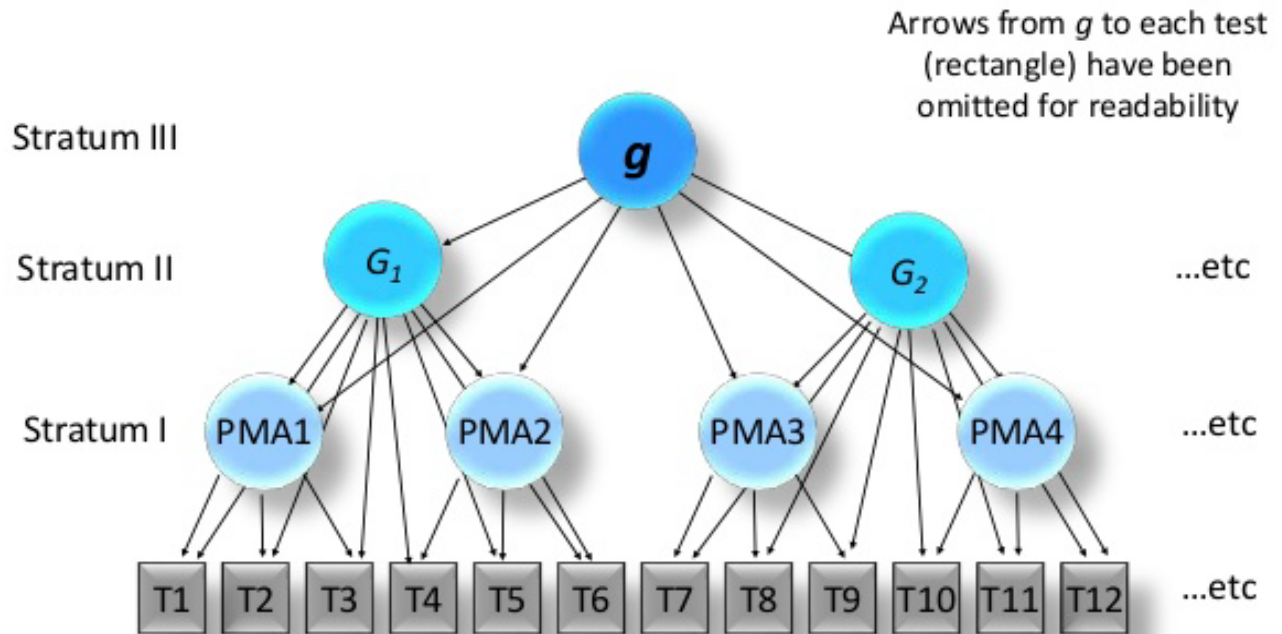 Arrows from g to each test
(rectangle) have been
omitted for readability
Stratum III
g
Stratum II
G1
G2
...etc
Stratum I
PMA1
PMA2
PMA3
PMA4
...etc
T1 T2 T3 T4 T5 T6 T7 T8 T9 T10 T11 T12
...etc